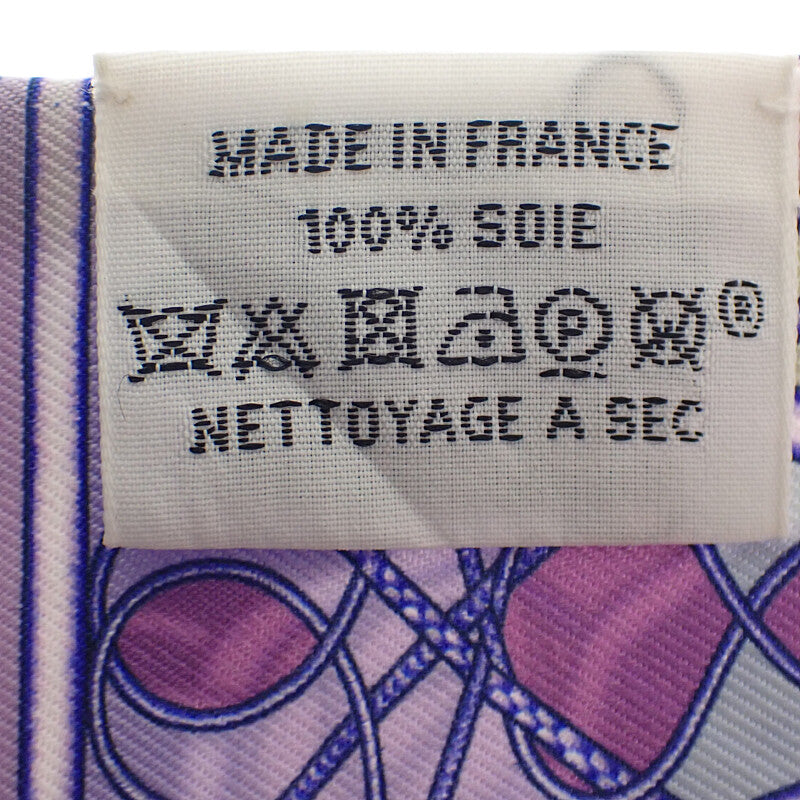 MADE IN FRANCE
100% SOIE
P W ®
NETTOYAGE A SEC